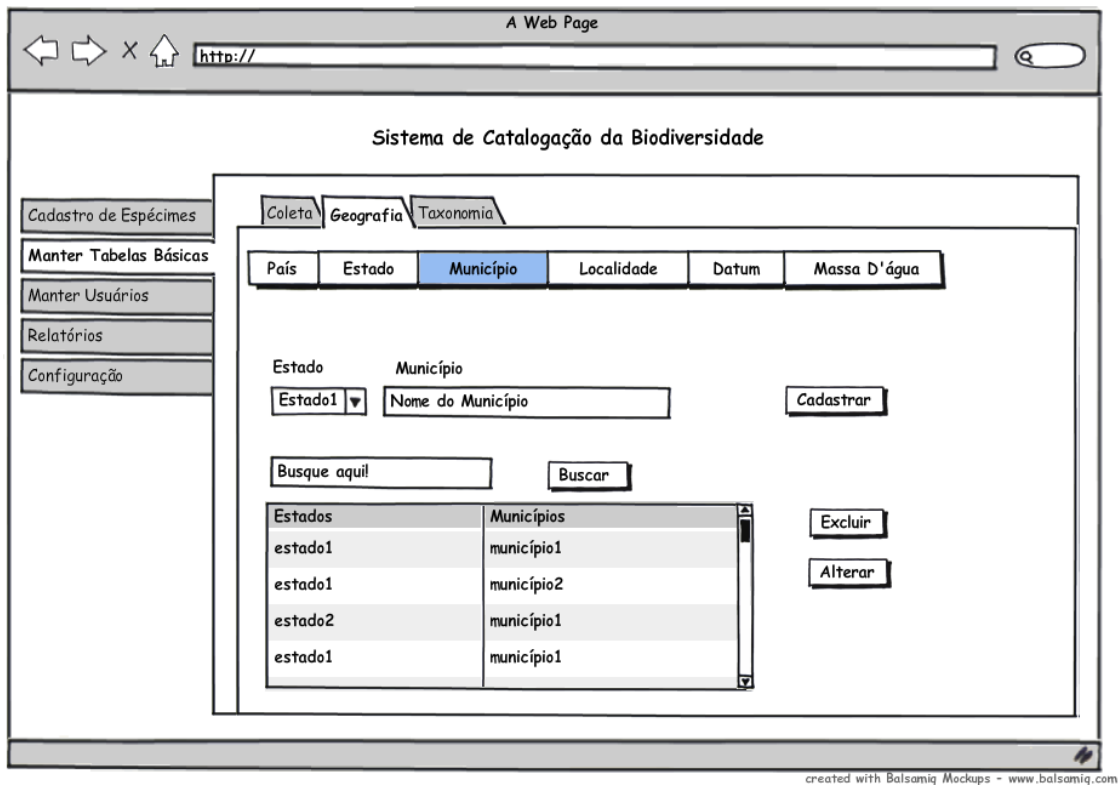 A Web Page
http://
Sistema de Catalogação da Biodiversidade
Cadastro de Espécimes
Manter Tabelas Básicas
Manter Usuários
Relatórios
Configuração
Coleta Geografia Taxonomia
País Estado Município Localidade Datum Massa D'água
Estado Município
Estado1 Nome do Município Cadastrar
Busque aqui! Buscar
Estados Municípios
estado1 município1
estado1 município2
estado2 município1
estado1 município1
Excluir
Alterar
created with Balsamiq Mockups - www.balsamiq.com